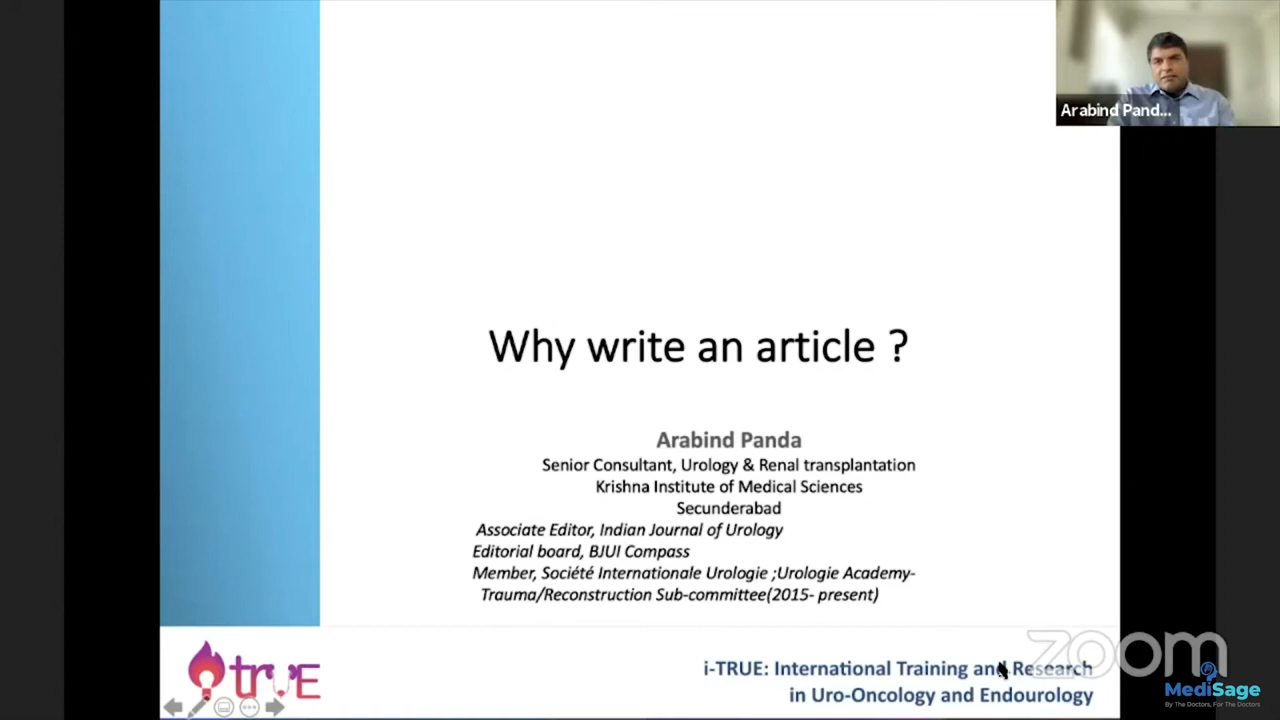 Arabind Pand...
Why write an article ?
Arabind Panda
Senior Consultant, Urology & Renal transplantation
Krishna Institute of Medical Sciences
Secunderabad
Associate Editor, Indian Journal of Urology
Editorial board, BJUI Compass
Member, Société Internationale Urologie ;Urologie Academy-
Trauma/Reconstruction Sub-committee(2015- present)
trUE
i-TRUE: International Training and Research
in Uro-Oncology and Endourology
zoom
MediSage
By The Doctors, For The Doctors